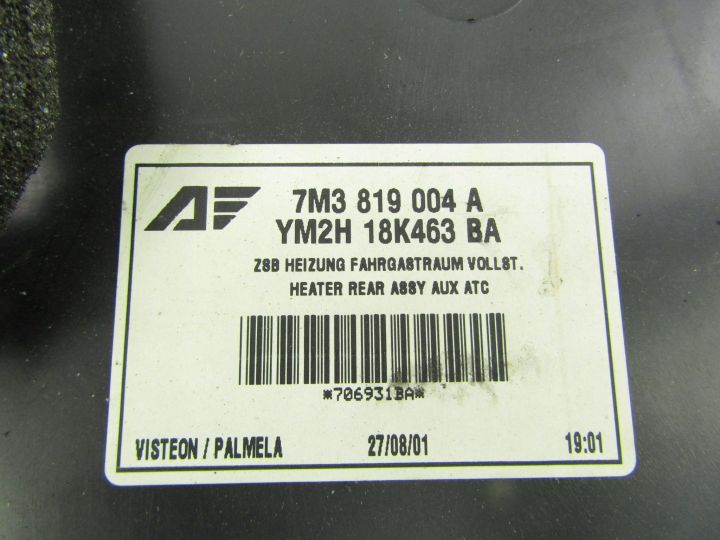 AF
7M3 819 004 A
YM2H 18K463 BA
ZSB HEIZUNG FAHRGASTRAUM VOLLST.
HEATER REAR ASSY AUX ATC
*706931BA*
VISTEON / PALMELA 27/08/01 19:01